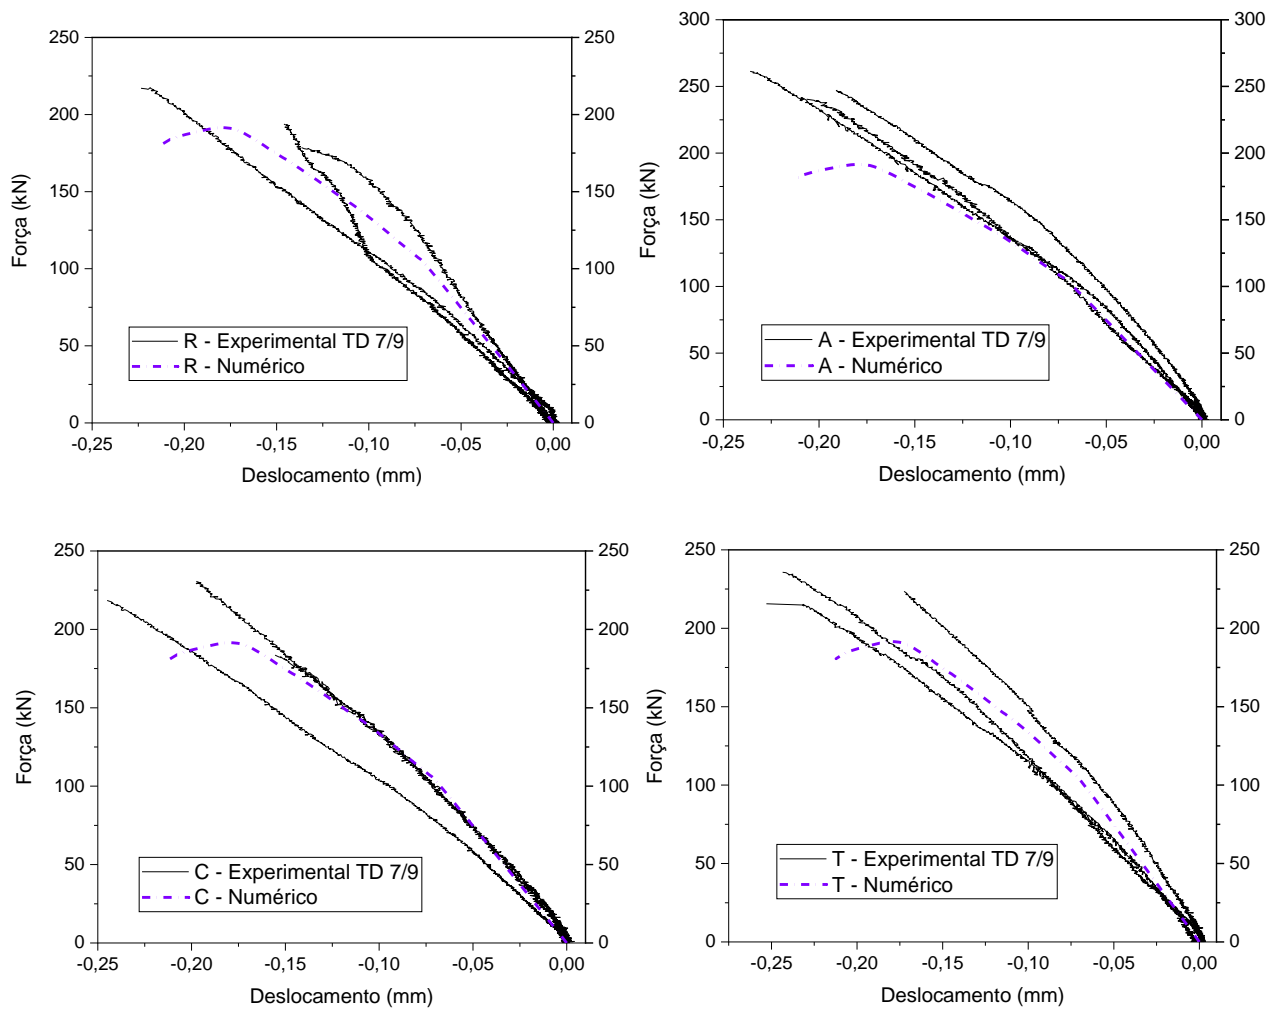 250
200
150
100
50
0
250
200
150
100
50
0
-0,25 -0,20 -0,15 -0,10 -0,05 0,00
Força (kN)
Deslocamento (mm)
R - Experimental TD 7/9
R - Numérico
300
250
200
150
100
50
0
300
250
200
150
100
50
0
-0,25 -0,20 -0,15 -0,10 -0,05 0,00
Força (kN)
Deslocamento (mm)
A - Experimental TD 7/9
A - Numérico
250
200
150
100
50
0
250
200
150
100
50
0
-0,25 -0,20 -0,15 -0,10 -0,05 0,00
Força (kN)
Deslocamento (mm)
C - Experimental TD 7/9
C - Numérico
250
200
150
100
50
0
250
200
150
100
50
0
-0,25 -0,20 -0,15 -0,10 -0,05 0,00
Força (kN)
Deslocamento (mm)
T - Experimental TD 7/9
T - Numérico